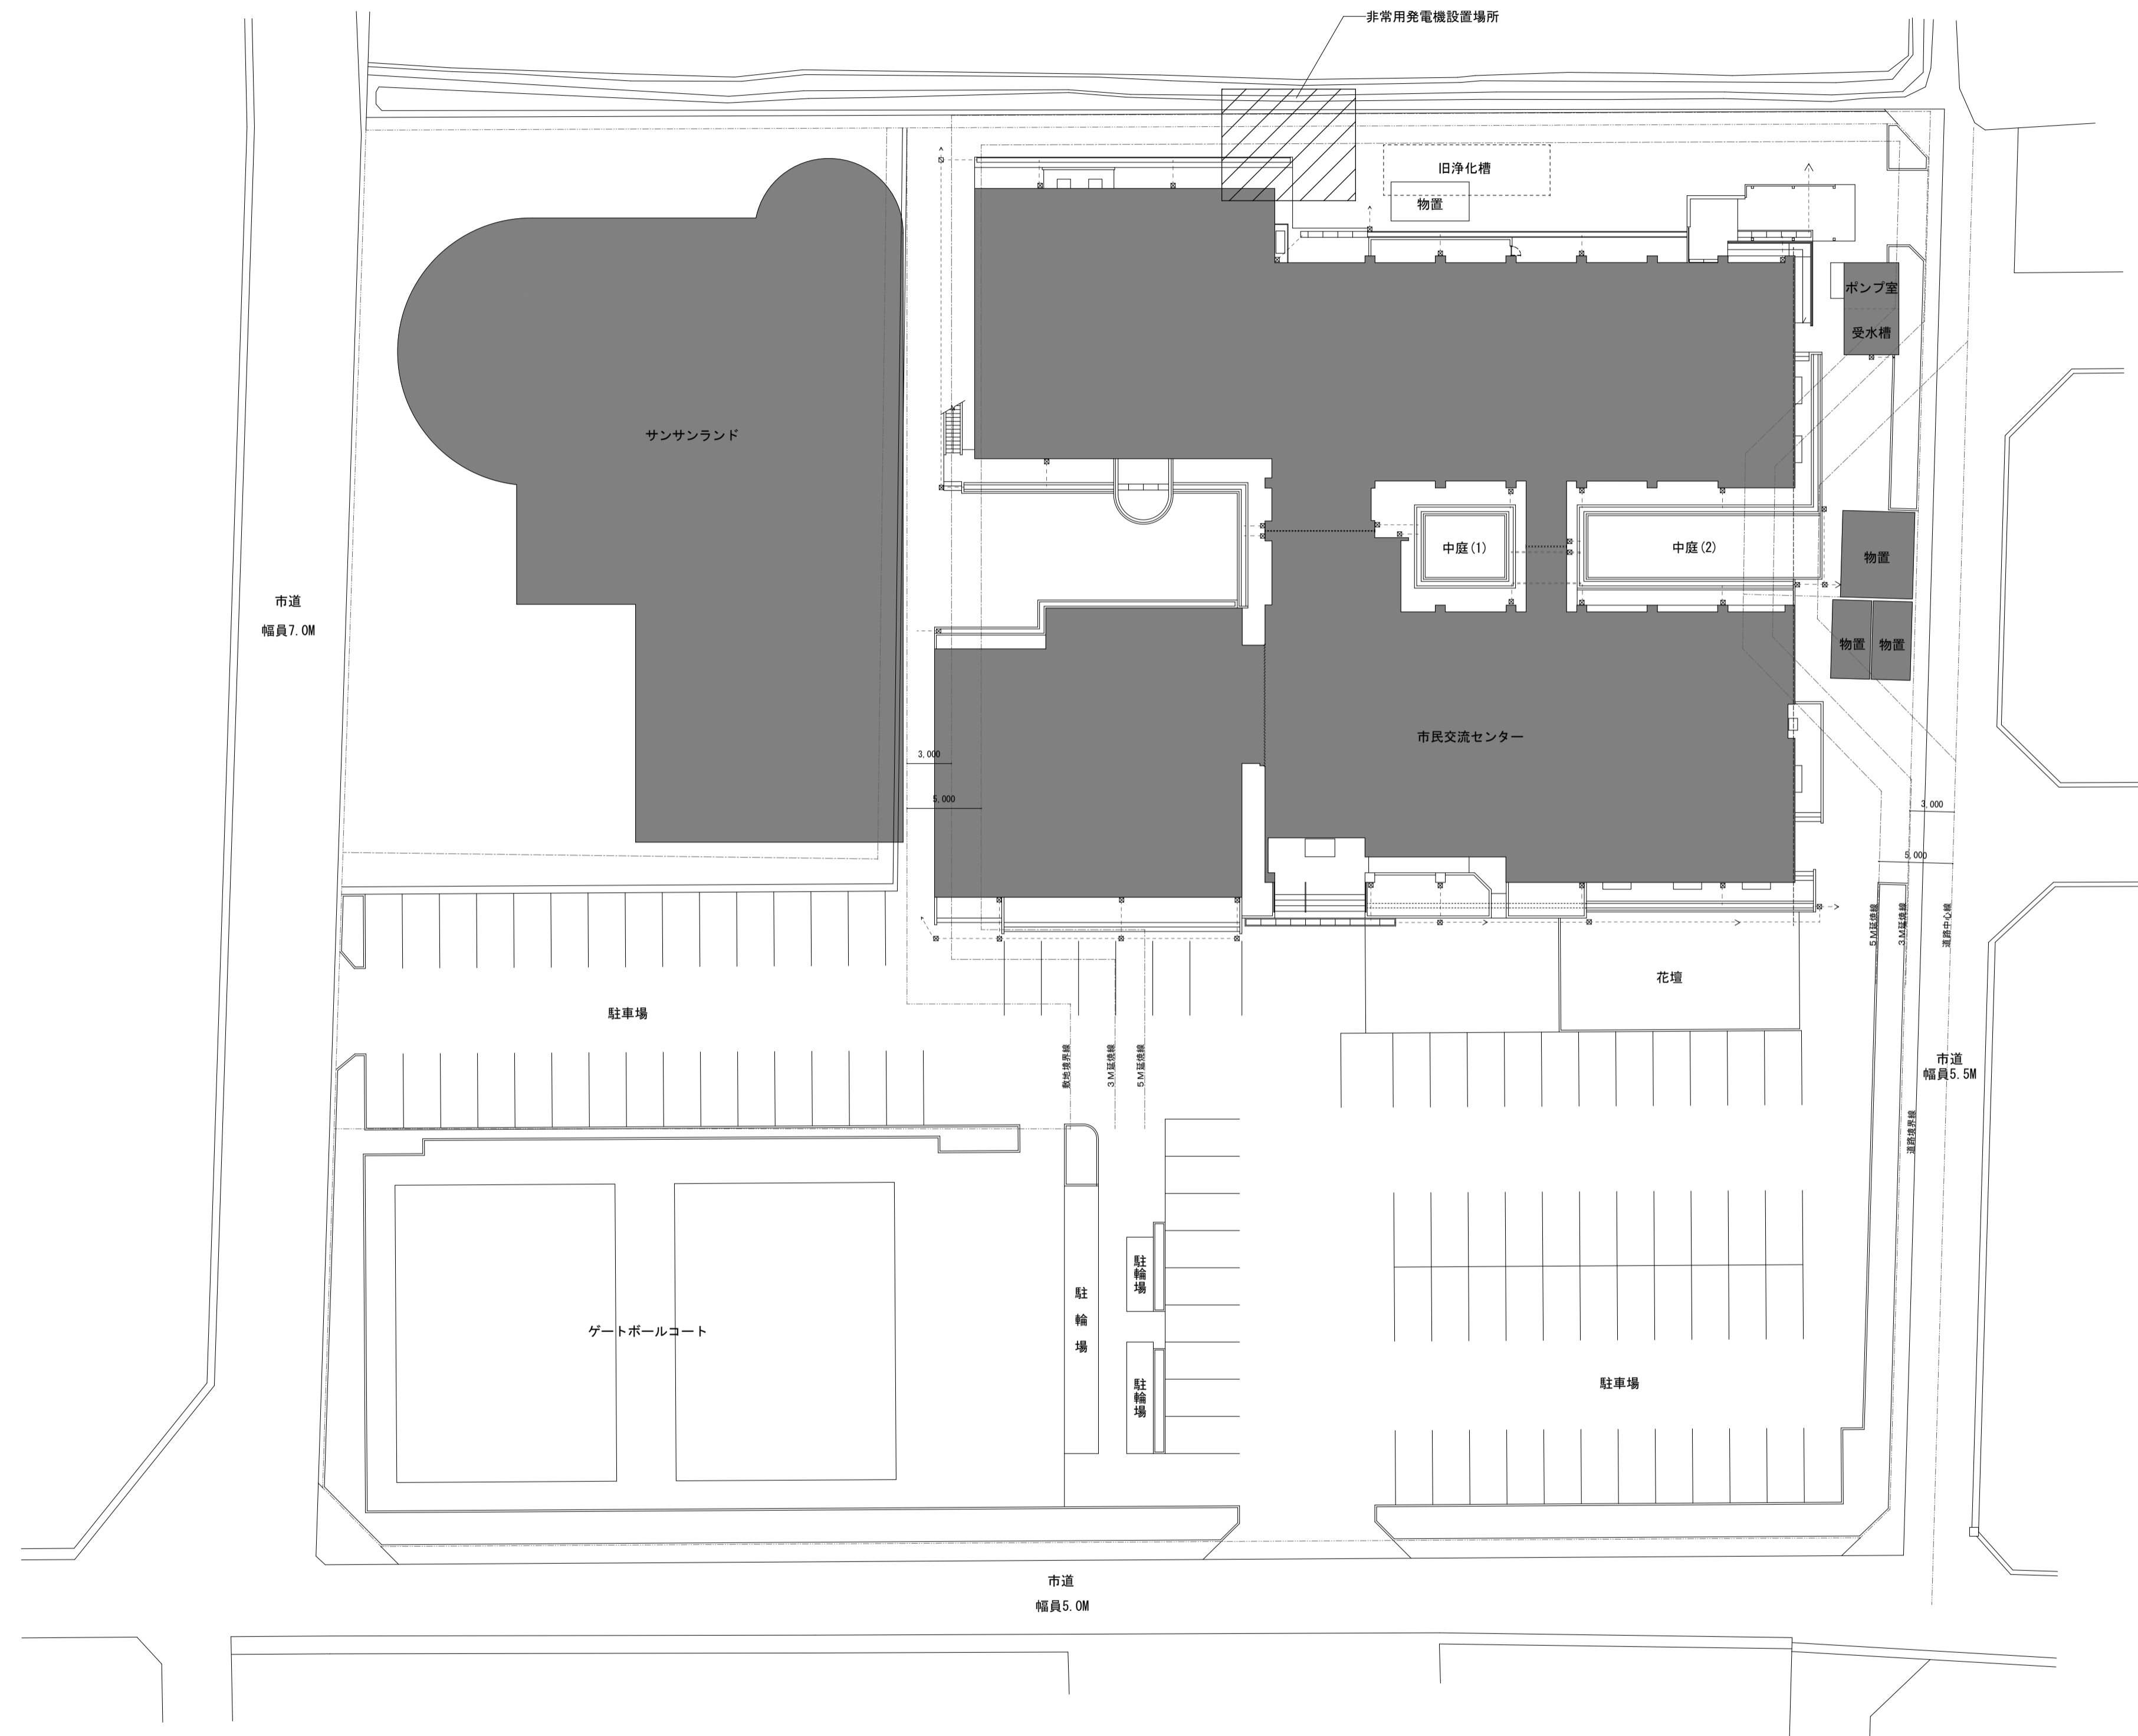 非常用発電機設置場所
旧浄化槽
物置
ポンプ室
受水槽
サンサンランド
中庭(1)
中庭(2)
物置
市道
幅員7.0M
物置
物置
市民交流センター
3,000
5,000
3,000
5,000
5M延焼線
3M延焼線
道路中心線
花壇
駐車場
敷地境界線
3M延焼線
5M延焼線
市道
幅員5.5M
道路境界線
駐輪場
駐輪場
ゲートボールコート
駐輪場
駐車場
市道
幅員5.0M